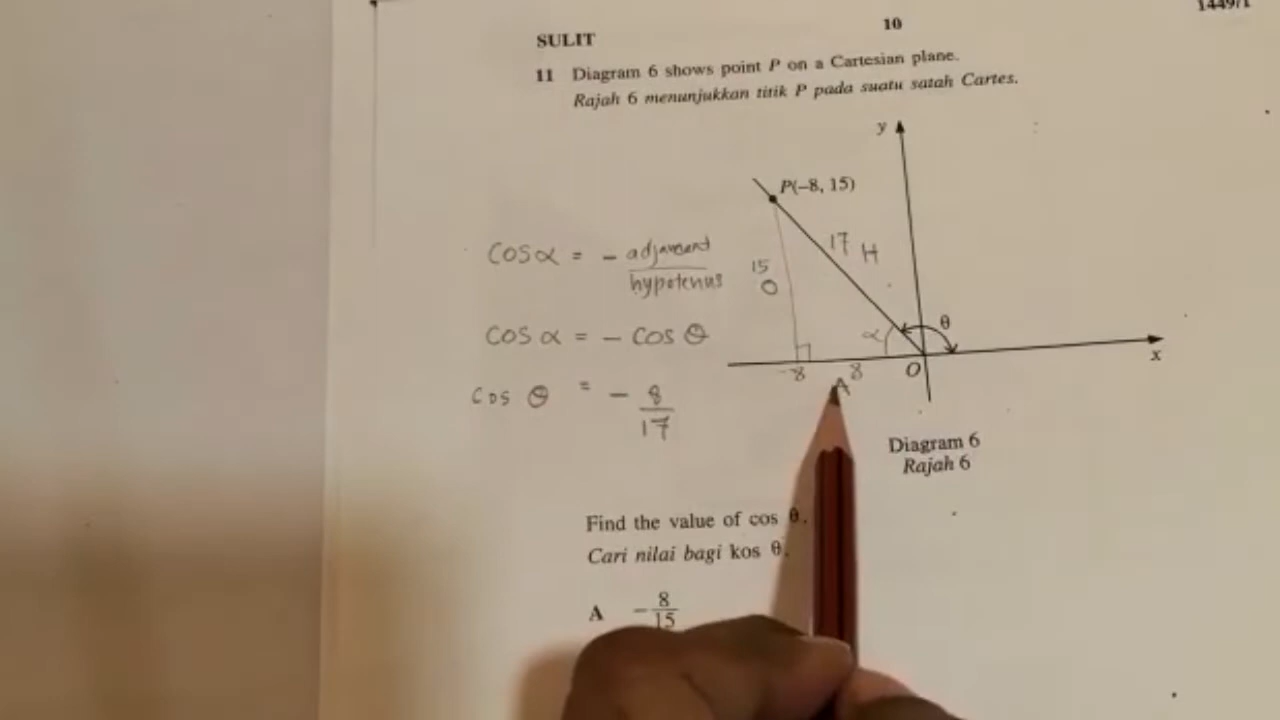 SULIT
10
1449/1
11 Diagram 6 shows point P on a Cartesian plane.
Rajah 6 menunjukkan titik P pada suatu satah Cartes.
y
P(−8, 15)
17 H
15
O
θ
α
-8
8
A
O
x
cos α = - adjacent / hypotenus
cos α = - cos θ
cos θ = - 8/17
Diagram 6
Rajah 6
Find the value of cos θ.
Cari nilai bagi kos θ.
A −8/15